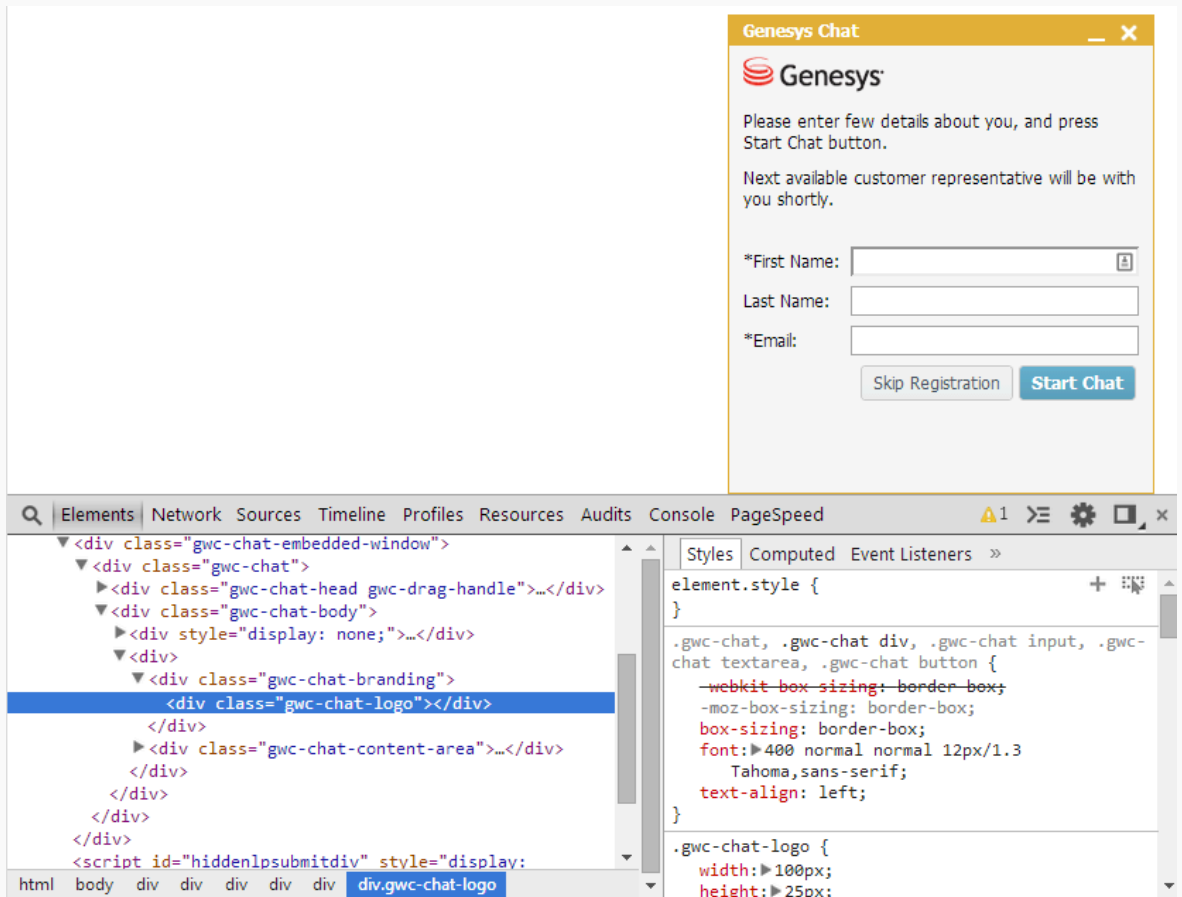 Genesys Chat
Genesys
Please enter few details about you, and press
Start Chat button.
Next available customer representative will be with
you shortly.
*First Name:
Last Name:
*Email:
Skip Registration
Start Chat
Elements Network Sources Timeline Profiles Resources Audits Console PageSpeed 1
<div class="gwc-chat-embedded-window">
<div class="gwc-chat">
<div class="gwc-chat-head gwc-drag-handle">…</div>
<div class="gwc-chat-body">
<div style="display: none;">…</div>
<div>
<div class="gwc-chat-branding">
<div class="gwc-chat-logo"></div>
</div>
<div class="gwc-chat-content-area">…</div>
</div>
</div>
</div>
</div>
<script id="hiddenlpsubmitdiv" style="display:
html body div div div div div div.gwc-chat-logo
Styles Computed Event Listeners »
element.style {
}
.gwc-chat, .gwc-chat div, .gwc-chat input, .gwc-
chat textarea, .gwc-chat button {
-webkit-box-sizing: border-box;
-moz-box-sizing: border-box;
box-sizing: border-box;
font: 400 normal normal 12px/1.3
Tahoma,sans-serif;
text-align: left;
}
.gwc-chat-logo {
width: 100px;
height: 25px;